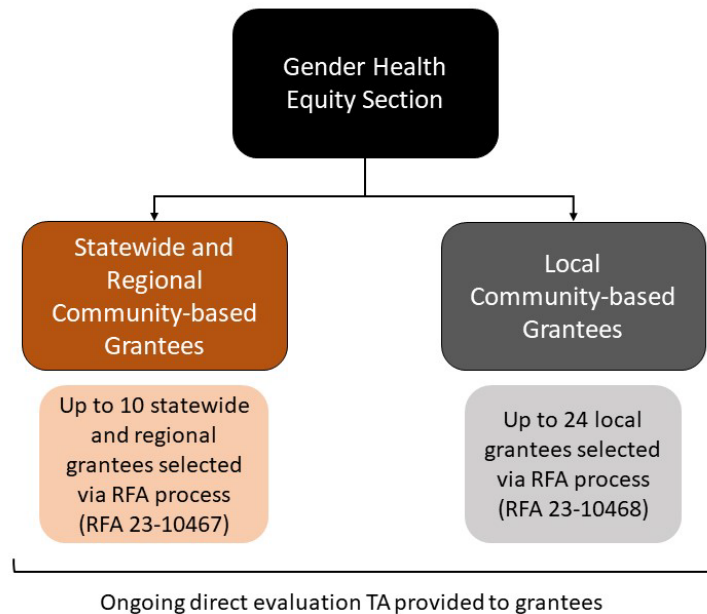 Gender Health
Equity Section
Statewide and
Regional
Community-based
Grantees
Local
Community-based
Grantees
Up to 10 statewide
and regional
grantees selected
via RFA process
(RFA 23-10467)
Up to 24 local
grantees selected
via RFA process
(RFA 23-10468)
Ongoing direct evaluation TA provided to grantees